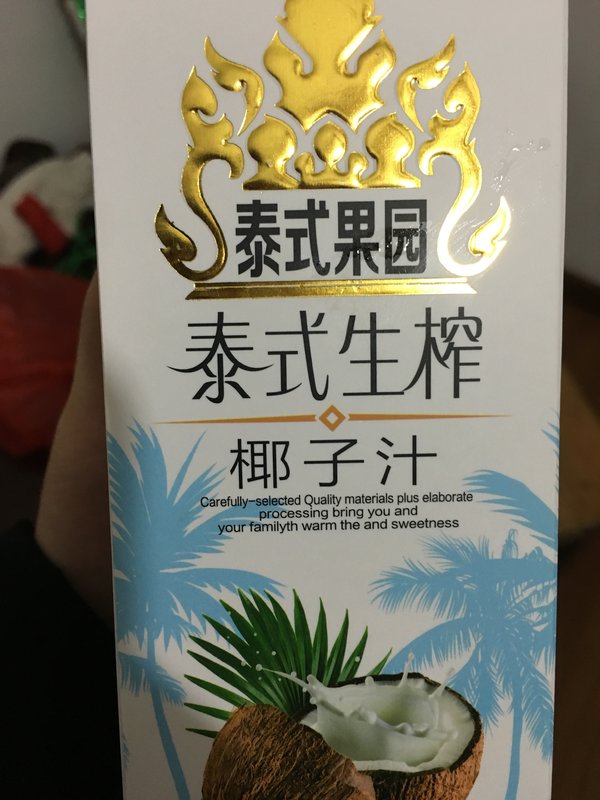 泰式果园
泰式生榨
椰子汁
Carefully-selected Quality materials plus elaborate
processing bring you and
your familyth warm the and sweetness